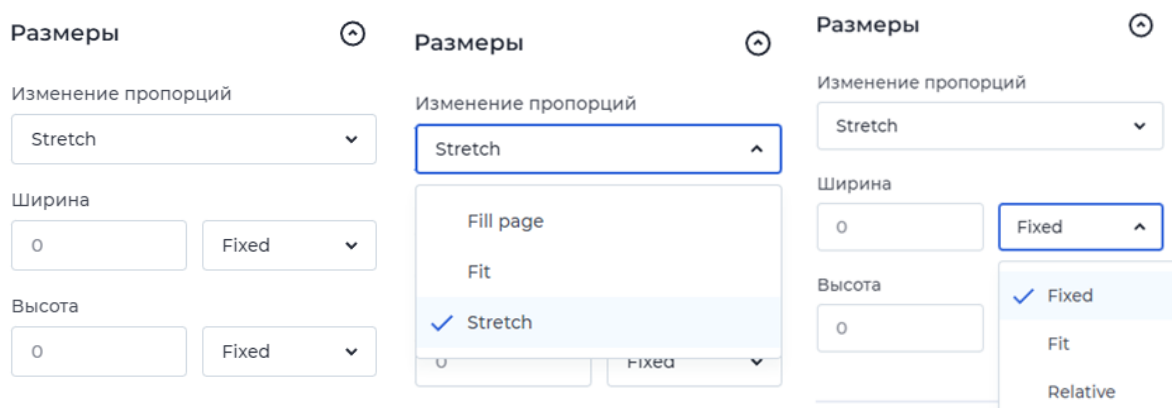 Размеры
Изменение пропорций
Stretch
Ширина
0
Fixed
Высота
0
Fixed
Размеры
Изменение пропорций
Stretch
Fill page
Fit
Stretch
0
Fixed
Размеры
Изменение пропорций
Stretch
Ширина
0
Fixed
Высота
0
Fixed
Fit
Relative